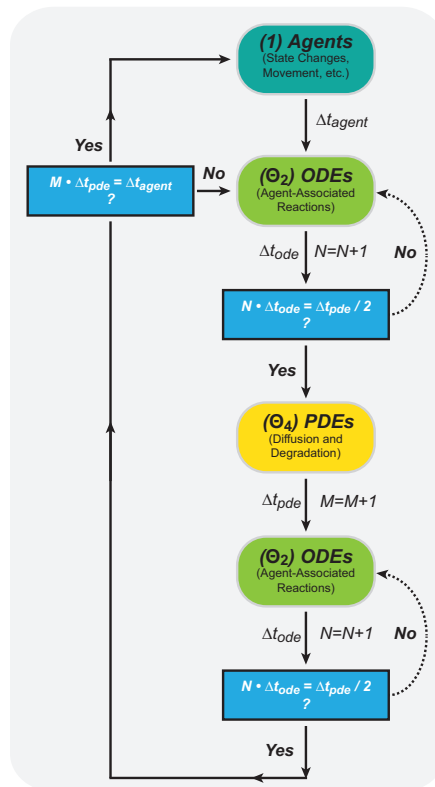 (1) Agents
(State Changes,
Movement, etc.)
Δtagent
Yes
M • Δtpde = Δtagent
?
No
(Θ2) ODEs
(Agent-Associated
Reactions)
Δtode N=N+1
No
N • Δtode = Δtpde / 2
?
Yes
(Θ4) PDEs
(Diffusion and
Degradation)
Δtpde M=M+1
(Θ2) ODEs
(Agent-Associated
Reactions)
Δtode N=N+1
No
N • Δtode = Δtpde / 2
?
Yes